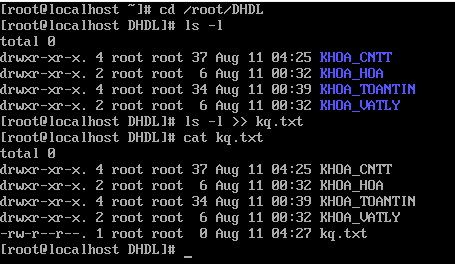 [root@localhost ~]# cd /root/DHDL
[root@localhost DHDL]# ls -l
total 0
drwxr-xr-x. 4 root root 37 Aug 11 04:25 KHOA_CNTT
drwxr-xr-x. 2 root root  6 Aug 11 00:32 KHOA_HOA
drwxr-xr-x. 4 root root 34 Aug 11 00:39 KHOA_TOANTIN
drwxr-xr-x. 2 root root  6 Aug 11 00:32 KHOA_VATLY
[root@localhost DHDL]# ls -l >> kq.txt
[root@localhost DHDL]# cat kq.txt
total 0
drwxr-xr-x. 4 root root 37 Aug 11 04:25 KHOA_CNTT
drwxr-xr-x. 2 root root  6 Aug 11 00:32 KHOA_HOA
drwxr-xr-x. 4 root root 34 Aug 11 00:39 KHOA_TOANTIN
drwxr-xr-x. 2 root root  6 Aug 11 00:32 KHOA_VATLY
-rw-r--r--. 1 root root  0 Aug 11 04:27 kq.txt
[root@localhost DHDL]# _